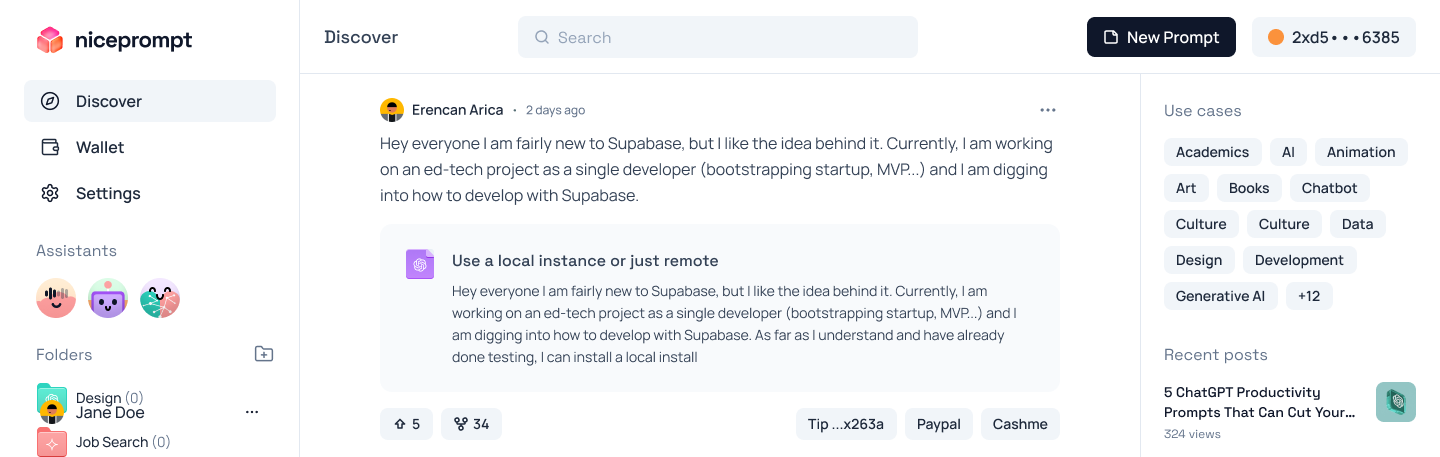 niceprompt
Discover
Wallet
Settings
Assistants
Folders
Design (0)
Jane Doe
Job Search (0)
Discover
Search
New Prompt
2xd5•••6385
Erencan Arica • 2 days ago
Hey everyone I am fairly new to Supabase, but I like the idea behind it. Currently, I am working
on an ed-tech project as a single developer (bootstrapping startup, MVP...) and I am digging
into how to develop with Supabase.
Use a local instance or just remote
Hey everyone I am fairly new to Supabase, but I like the idea behind it. Currently, I am
working on an ed-tech project as a single developer (bootstrapping startup, MVP...) and I
am digging into how to develop with Supabase. As far as I understand and have already
done testing, I can install a local install
5 34
Tip ...x263a Paypal Cashme
Use cases
Academics AI Animation
Art Books Chatbot
Culture Culture Data
Design Development
Generative AI +12
Recent posts
5 ChatGPT Productivity
Prompts That Can Cut Your...
324 views